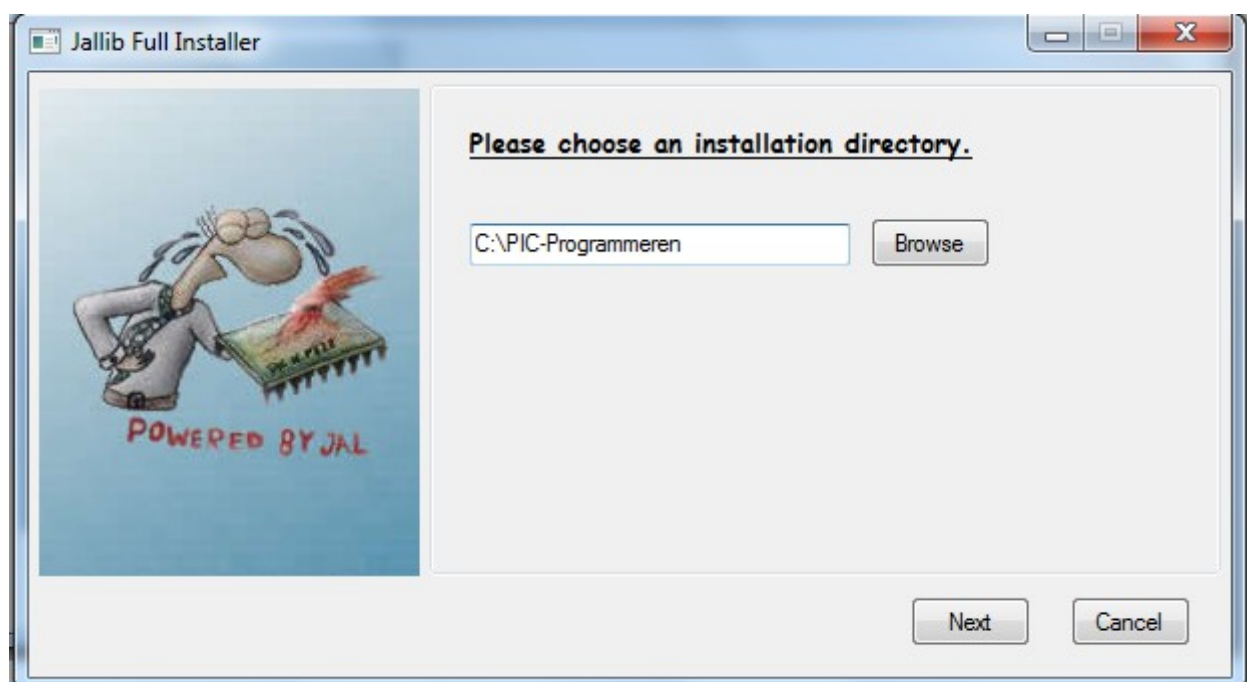 Jallib Full Installer
Please choose an installation directory.
C:\PIC-Programmeren
Browse
POWERED BY JAL
Next
Cancel